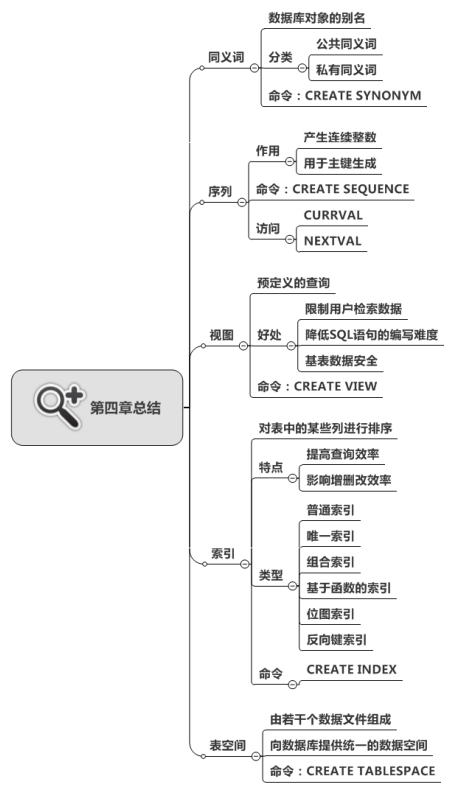 第四章总结
同义词
数据库对象的别名
分类
公共同义词
私有同义词
命令：CREATE SYNONYM
序列
作用
产生连续整数
用于主键生成
命令：CREATE SEQUENCE
访问
CURRVAL
NEXTVAL
视图
预定义的查询
好处
限制用户检索数据
降低SQL语句的编写难度
基表数据安全
命令：CREATE VIEW
索引
对表中的某些列进行排序
特点
提高查询效率
影响增删改效率
类型
普通索引
唯一索引
组合索引
基于函数的索引
位图索引
反向键索引
命令
CREATE INDEX
表空间
由若干个数据文件组成
向数据库提供统一的数据空间
命令：CREATE TABLESPACE